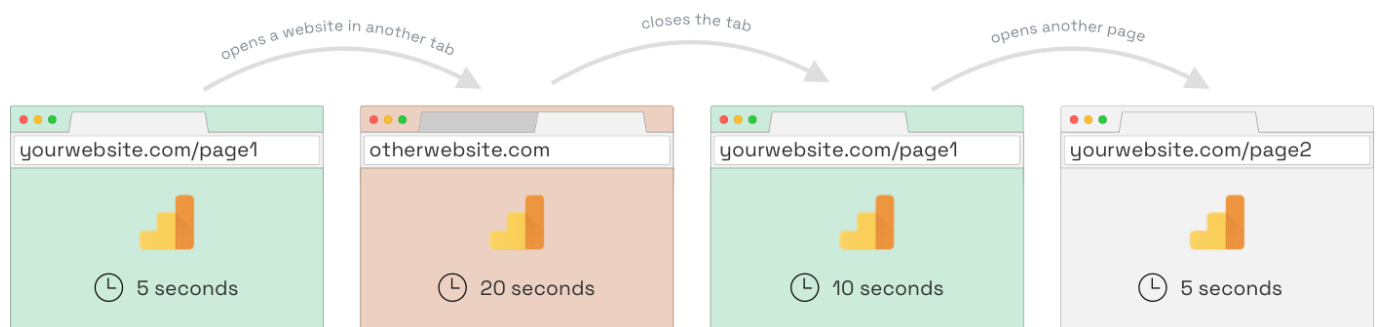 opens a website in another tab
closes the tab
opens another page
yourwebsite.com/page1
otherwebsite.com
yourwebsite.com/page1
yourwebsite.com/page2
5 seconds
20 seconds
10 seconds
5 seconds